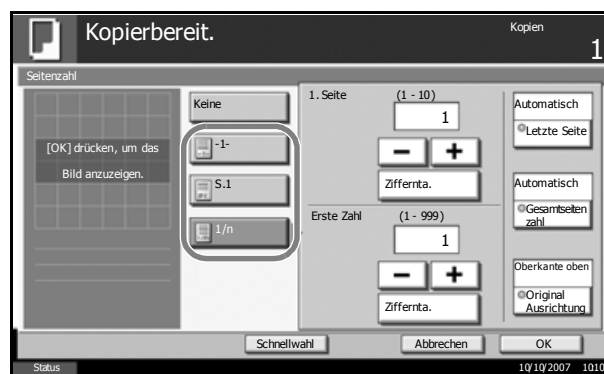 Kopierbereit.
Kopien
1
Seitenzahl
[OK] drücken, um das
Bild anzuzeigen.
Keine
-1-
S.1
1/n
1. Seite
(1 - 10)
1
Ziffernta.
Erste Zahl
(1 - 999)
1
Ziffernta.
Automatisch
Letzte Seite
Automatisch
Gesamtseiten
zahl
Oberkante oben
Original
Ausrichtung
Schnellwahl
Abbrechen
OK
Status
10/10/2007 1010